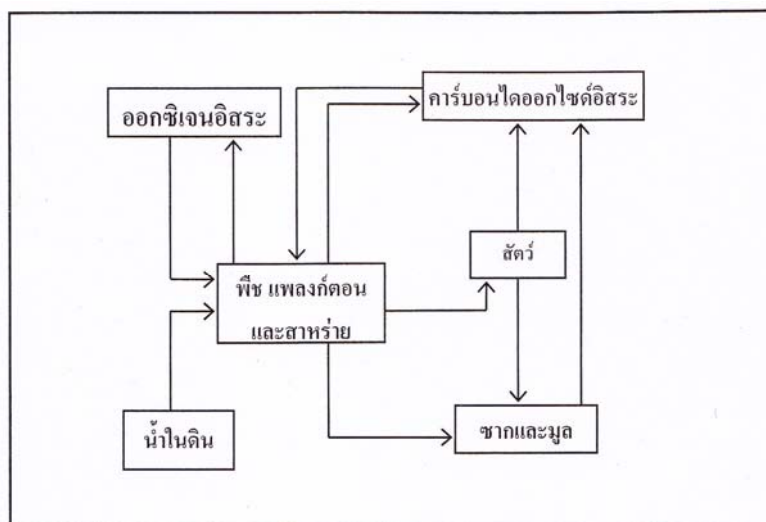 ออกซิเจนอิสระ
คาร์บอนไดออกไซด์อิสระ
สัตว์
พืช แพลงก์ตอน
และสาหร่าย
น้ำในดิน
ซากและมูล